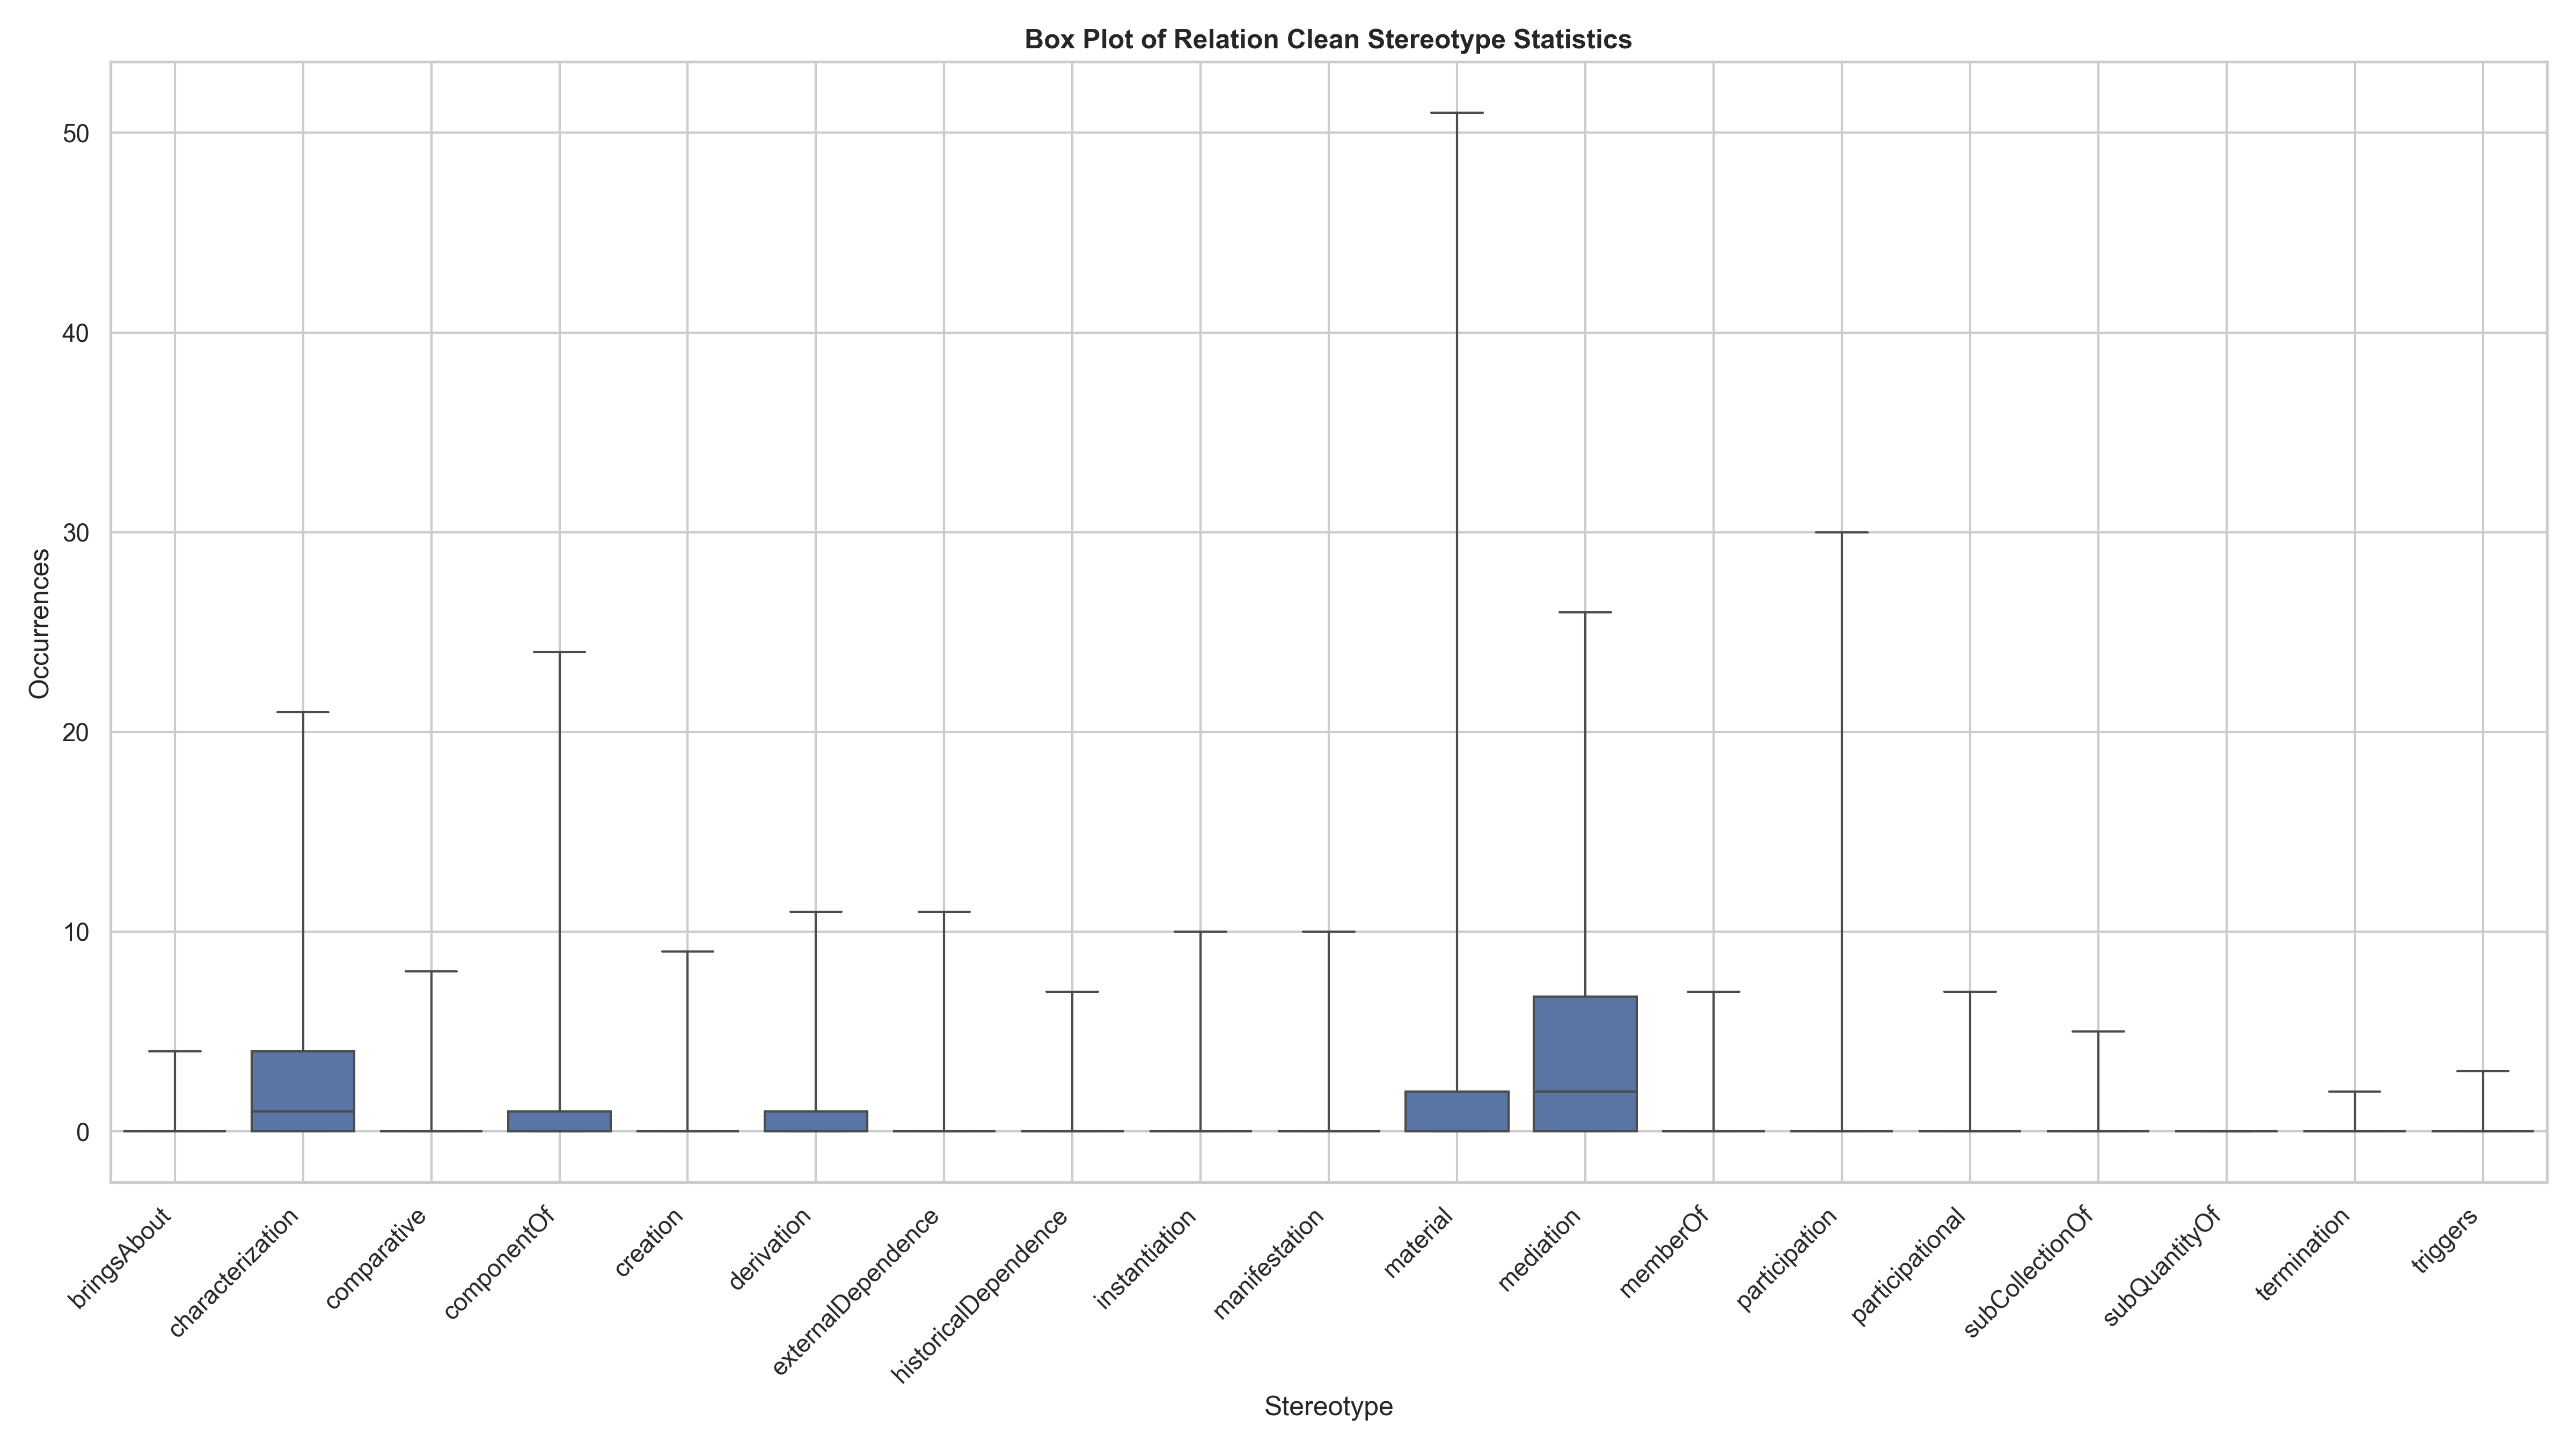 Box Plot of Relation Clean Stereotype Statistics
Occurrences
50
40
30
20
10
0
bringsAbout
characterization
comparative
componentOf
creation
derivation
externalDependence
historicalDependence
instantiation
manifestation
material
mediation
memberOf
participation
participational
subCollectionOf
subQuantityOf
termination
triggers
Stereotype